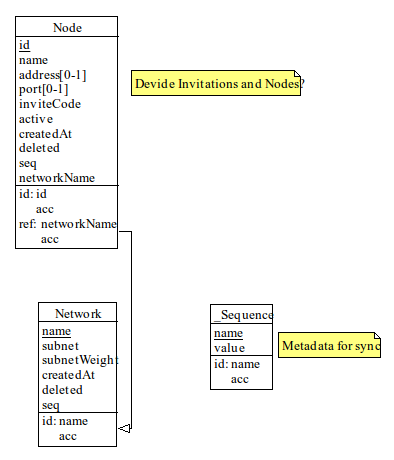 Node
id
name
address[0-1]
port[0-1]
inviteCode
active
createdAt
deleted
seq
networkName
id: id
acc
ref: networkName
acc
Devide Invitations and Nodes?
Network
name
subnet
subnetWeight
createdAt
deleted
seq
id: name
acc
_Sequence
name
value
id: name
acc
Metadata for sync